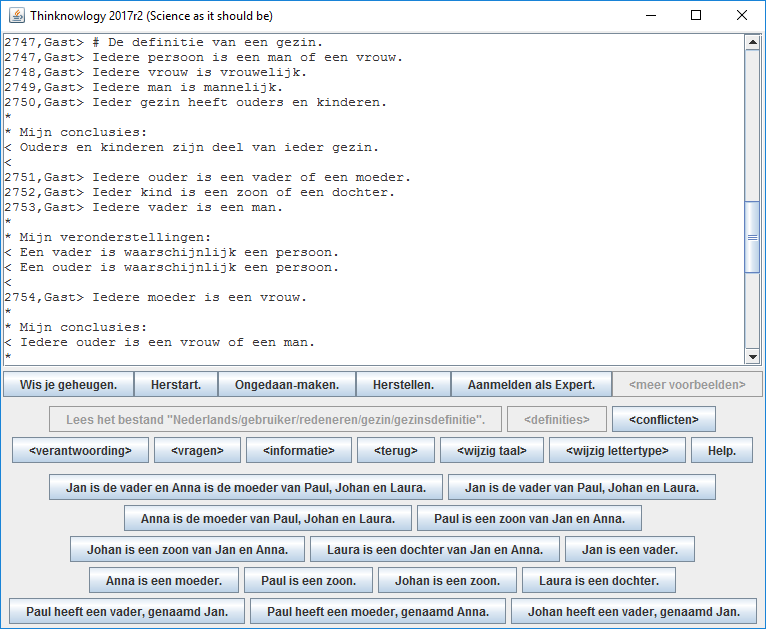 Thinknowlogy 2017r2 (Science as it should be)
2747,Gast> # De definitie van een gezin.
2747,Gast> Iedere persoon is een man of een vrouw.
2748,Gast> Iedere vrouw is vrouwelijk.
2749,Gast> Iedere man is mannelijk.
2750,Gast> Ieder gezin heeft ouders en kinderen.
*
* Mijn conclusies:
< Ouders en kinderen zijn deel van ieder gezin.
<
2751,Gast> Iedere ouder is een vader of een moeder.
2752,Gast> Ieder kind is een zoon of een dochter.
2753,Gast> Iedere vader is een man.
*
* Mijn veronderstellingen:
< Een vader is waarschijnlijk een persoon.
< Een ouder is waarschijnlijk een persoon.
<
2754,Gast> Iedere moeder is een vrouw.
*
* Mijn conclusies:
< Iedere ouder is een vrouw of een man.
*
Wis je geheugen. Herstart. Ongedaan-maken. Herstellen. Aanmelden als Expert. <meer voorbeelden>
Lees het bestand "Nederlands/gebruiker/redeneren/gezin/gezinsdefinitie". <definities> <conflicten>
<verantwoording> <vragen> <informatie> <terug> <wijzig taal> <wijzig lettertype> Help.
Jan is de vader en Anna is de moeder van Paul, Johan en Laura. Jan is de vader van Paul, Johan en Laura.
Anna is de moeder van Paul, Johan en Laura. Paul is een zoon van Jan en Anna.
Johan is een zoon van Jan en Anna. Laura is een dochter van Jan en Anna. Jan is een vader.
Anna is een moeder. Paul is een zoon. Johan is een zoon. Laura is een dochter.
Paul heeft een vader, genaamd Jan. Paul heeft een moeder, genaamd Anna. Johan heeft een vader, genaamd Jan.